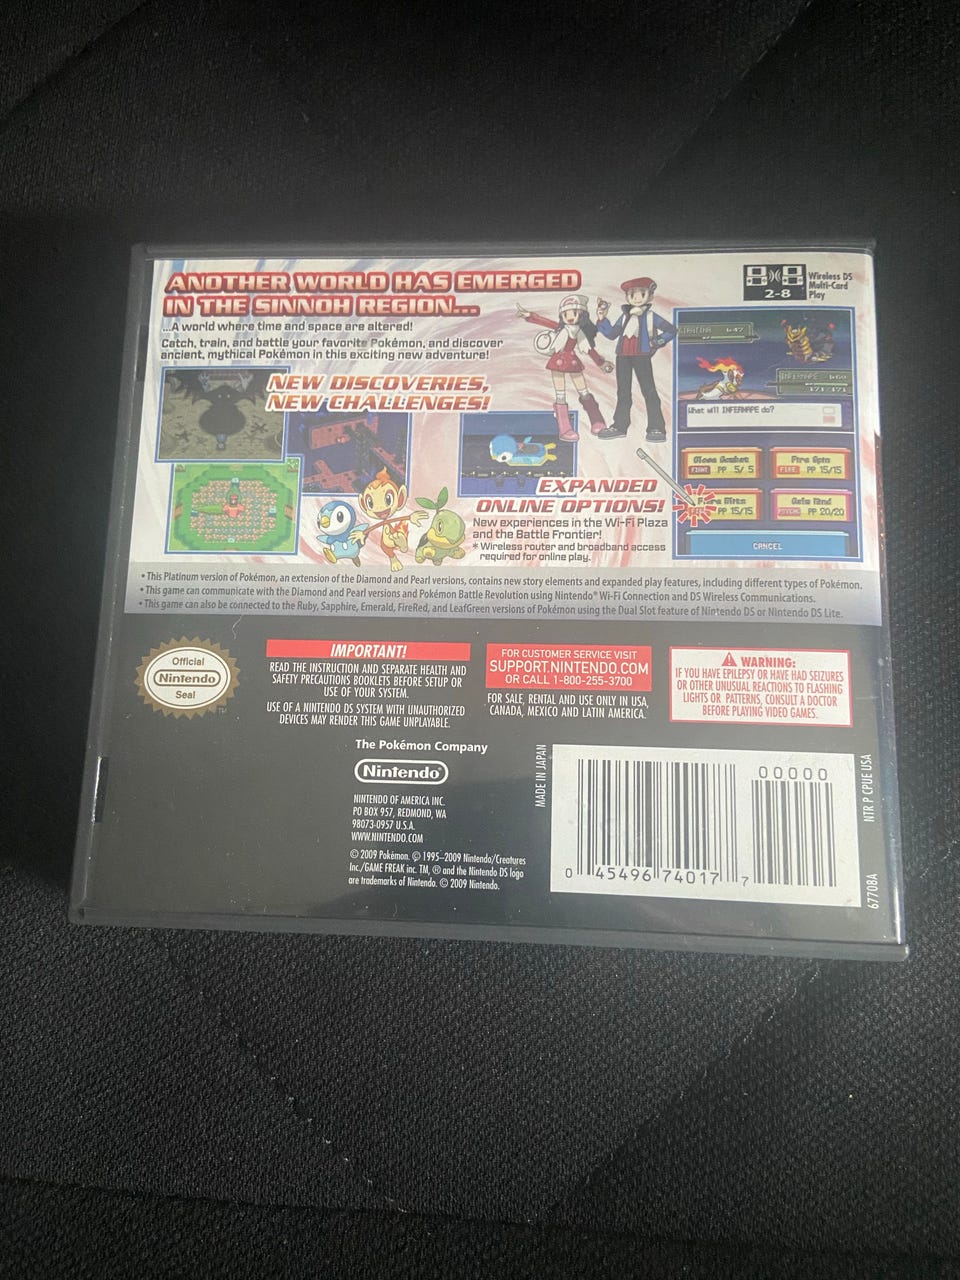 ANOTHER WORLD HAS EMERGED
IN THE SINNOH REGION...
...A world where time and space are altered!
Catch, train, and battle your favorite Pokémon, and discover
ancient, mythical Pokémon in this exciting new adventure!
NEW DISCOVERIES,
NEW CHALLENGES!
2-8
Wireless DS
Multi-Card
Play
What will INFERNAPE do?
Close Combat
FIGHT PP 5/ 5
Fire Spin
FIRE PP 15/15
PP 15/15
PP 20/20
CANCEL
EXPANDED
ONLINE OPTIONS!
New experiences in the Wi-Fi Plaza
and the Battle Frontier!
* Wireless router and broadband access
required for online play.
• This Platinum version of Pokémon, an extension of the Diamond and Pearl versions, contains new story elements and expanded play features, including different types of Pokémon.
• This game can communicate with the Diamond and Pearl versions and Pokémon Battle Revolution using Nintendo® Wi-Fi Connection and DS Wireless Communications.
• This game can also be connected to the Ruby, Sapphire, Emerald, FireRed, and LeafGreen versions of Pokémon using the Dual Slot feature of Nintendo DS or Nintendo DS Lite.
Official
Nintendo
Seal
IMPORTANT!
READ THE INSTRUCTION AND SEPARATE HEALTH AND
SAFETY PRECAUTIONS BOOKLETS BEFORE SETUP OR
USE OF YOUR SYSTEM.
USE OF A NINTENDO DS SYSTEM WITH UNAUTHORIZED
DEVICES MAY RENDER THIS GAME UNPLAYABLE.
FOR CUSTOMER SERVICE VISIT
SUPPORT.NINTENDO.COM
OR CALL 1-800-255-3700
FOR SALE, RENTAL AND USE ONLY IN USA,
CANADA, MEXICO AND LATIN AMERICA.
WARNING:
IF YOU HAVE EPILEPSY OR HAVE HAD SEIZURES
OR OTHER UNUSUAL REACTIONS TO FLASHING
LIGHTS OR PATTERNS, CONSULT A DOCTOR
BEFORE PLAYING VIDEO GAMES.
The Pokémon Company
Nintendo®
NINTENDO OF AMERICA INC.
PO BOX 957, REDMOND, WA
98073-0957 U.S.A.
WWW.NINTENDO.COM
© 2009 Pokémon. © 1995–2009 Nintendo/Creatures
Inc./GAME FREAK inc. TM, ® and the Nintendo DS logo
are trademarks of Nintendo. © 2009 Nintendo.
MADE IN JAPAN
00000
0 45496 74017 7
NTR P CPUE USA
67708A